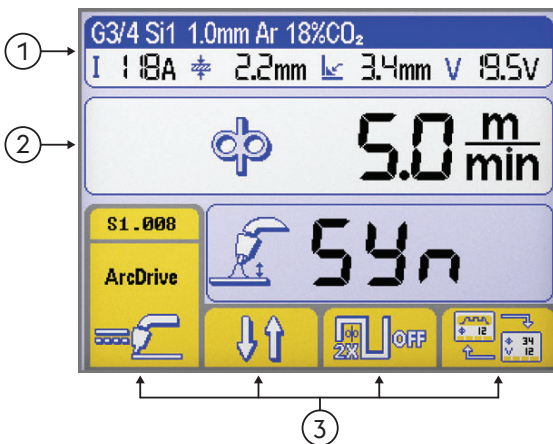 G3/4 Si1 1.0mm Ar 18%CO₂
1
I 118A 2.2mm 3.4mm V 19.5V
2
5.0 m/min
S1.008
ArcDrive
Syn
2X OFF
12
34
V 12
3